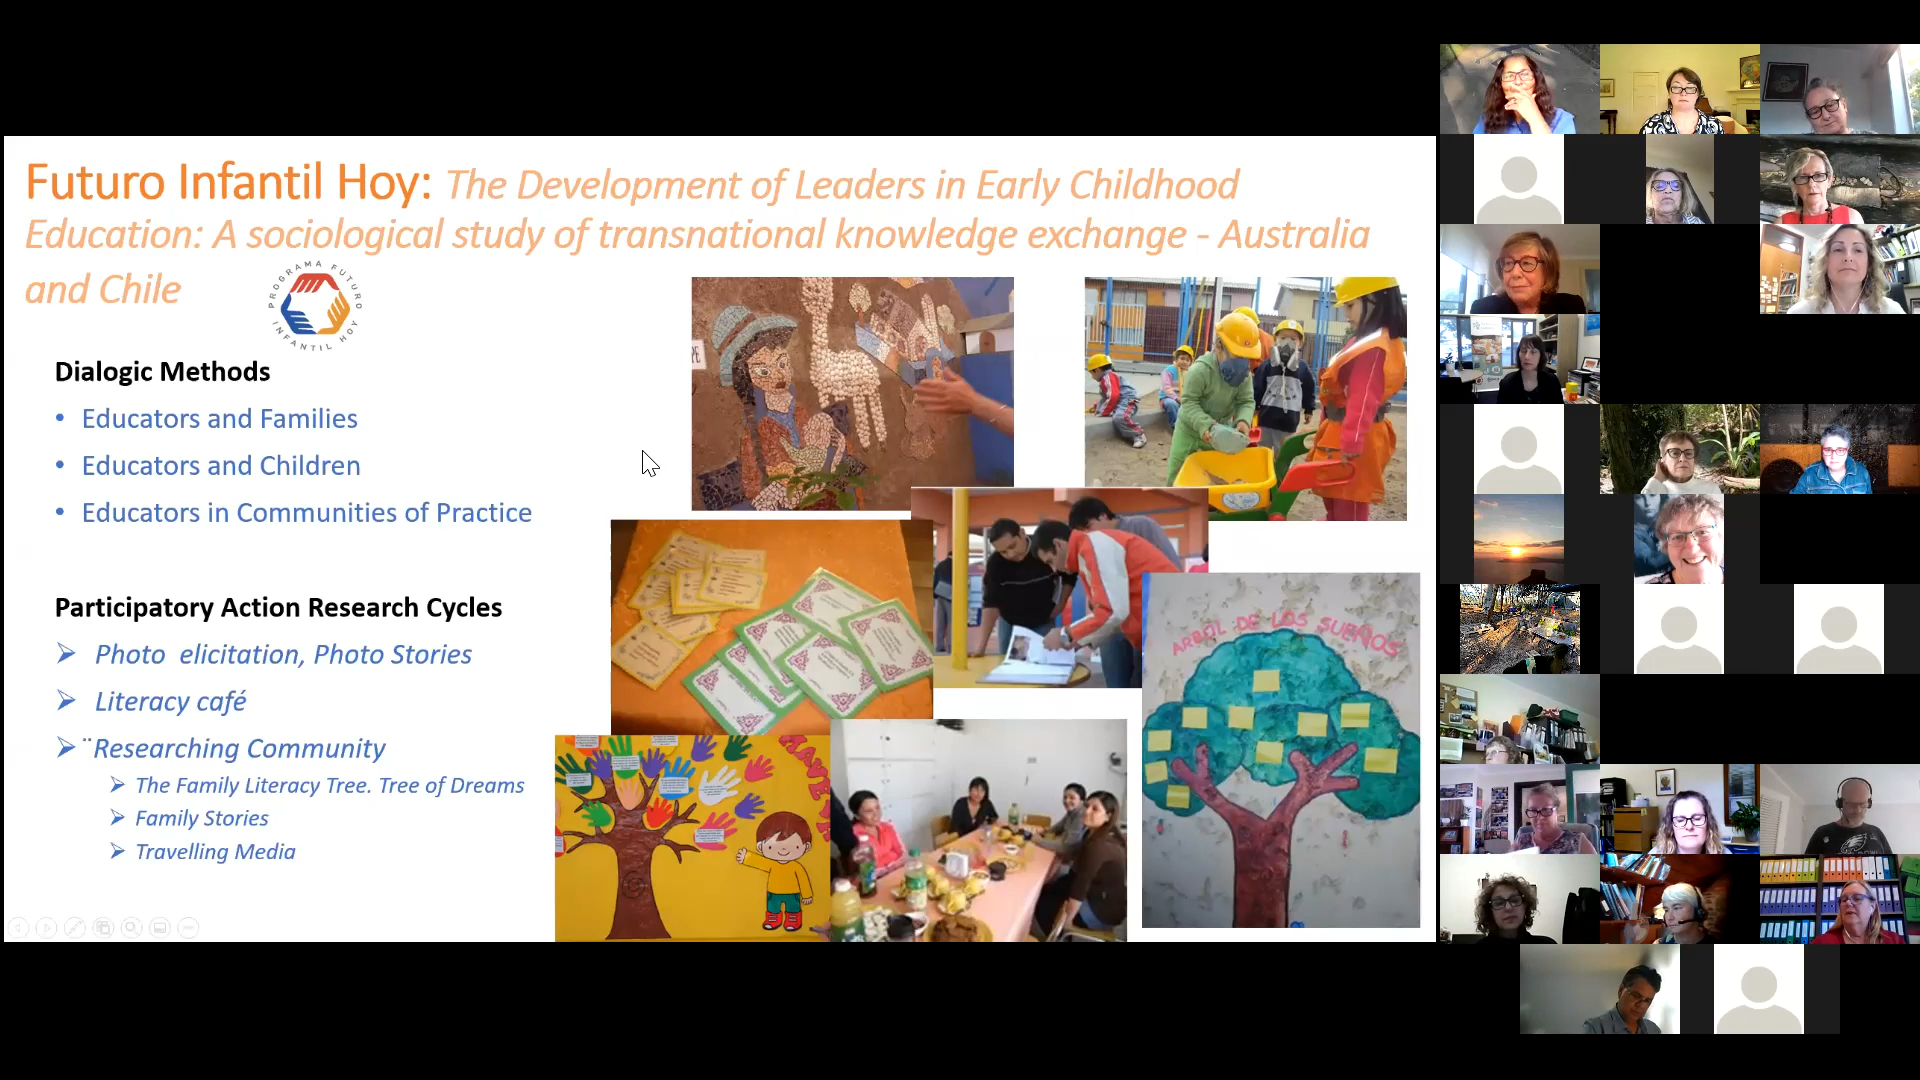 Futuro Infantil Hoy: The Development of Leaders in Early Childhood
Education: A sociological study of transnational knowledge exchange - Australia
and Chile
PROGRAMA FUTURO
INFANTIL HOY
Dialogic Methods
• Educators and Families
• Educators and Children
• Educators in Communities of Practice
Participatory Action Research Cycles
➢ Photo  elicitation, Photo Stories
➢ Literacy café
➢ ¨Researching Community
➢ The Family Literacy Tree. Tree of Dreams
➢ Family Stories
➢ Travelling Media
ARBOL DE LOS SUEÑOS